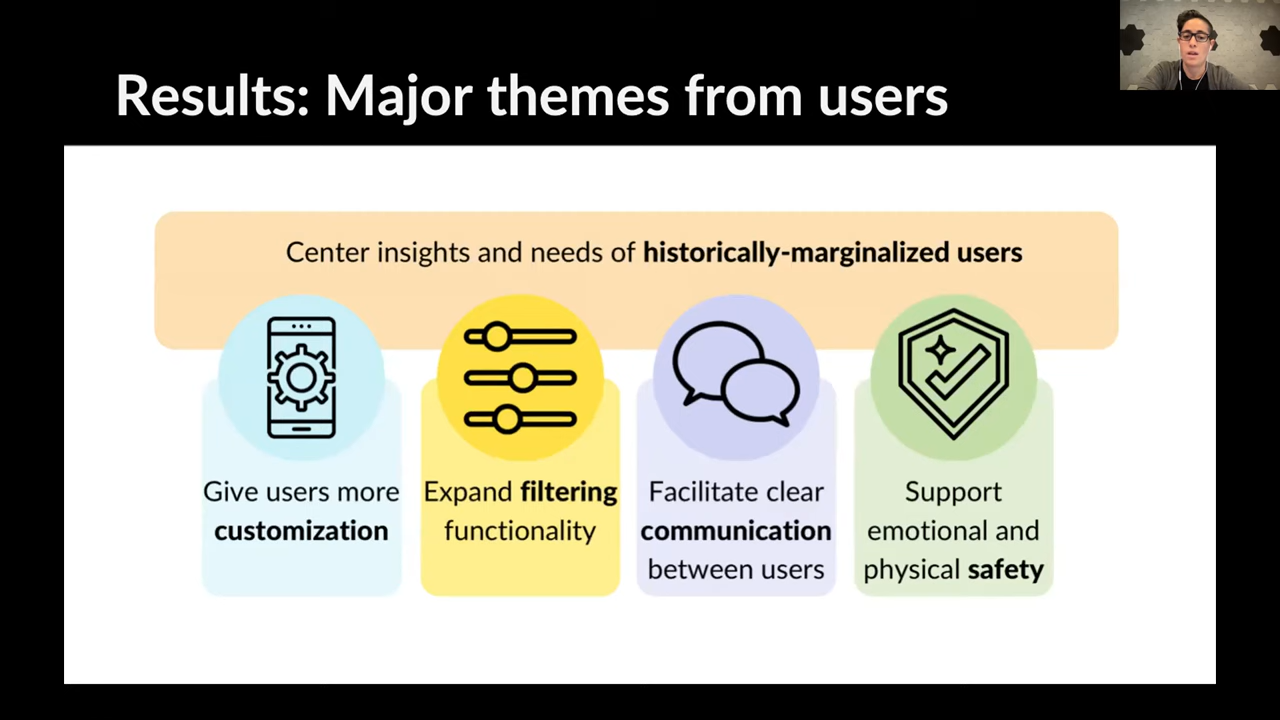 Results: Major themes from users
Center insights and needs of historically-marginalized users
Give users more
customization
Expand filtering
functionality
Facilitate clear
communication
between users
Support
emotional and
physical safety